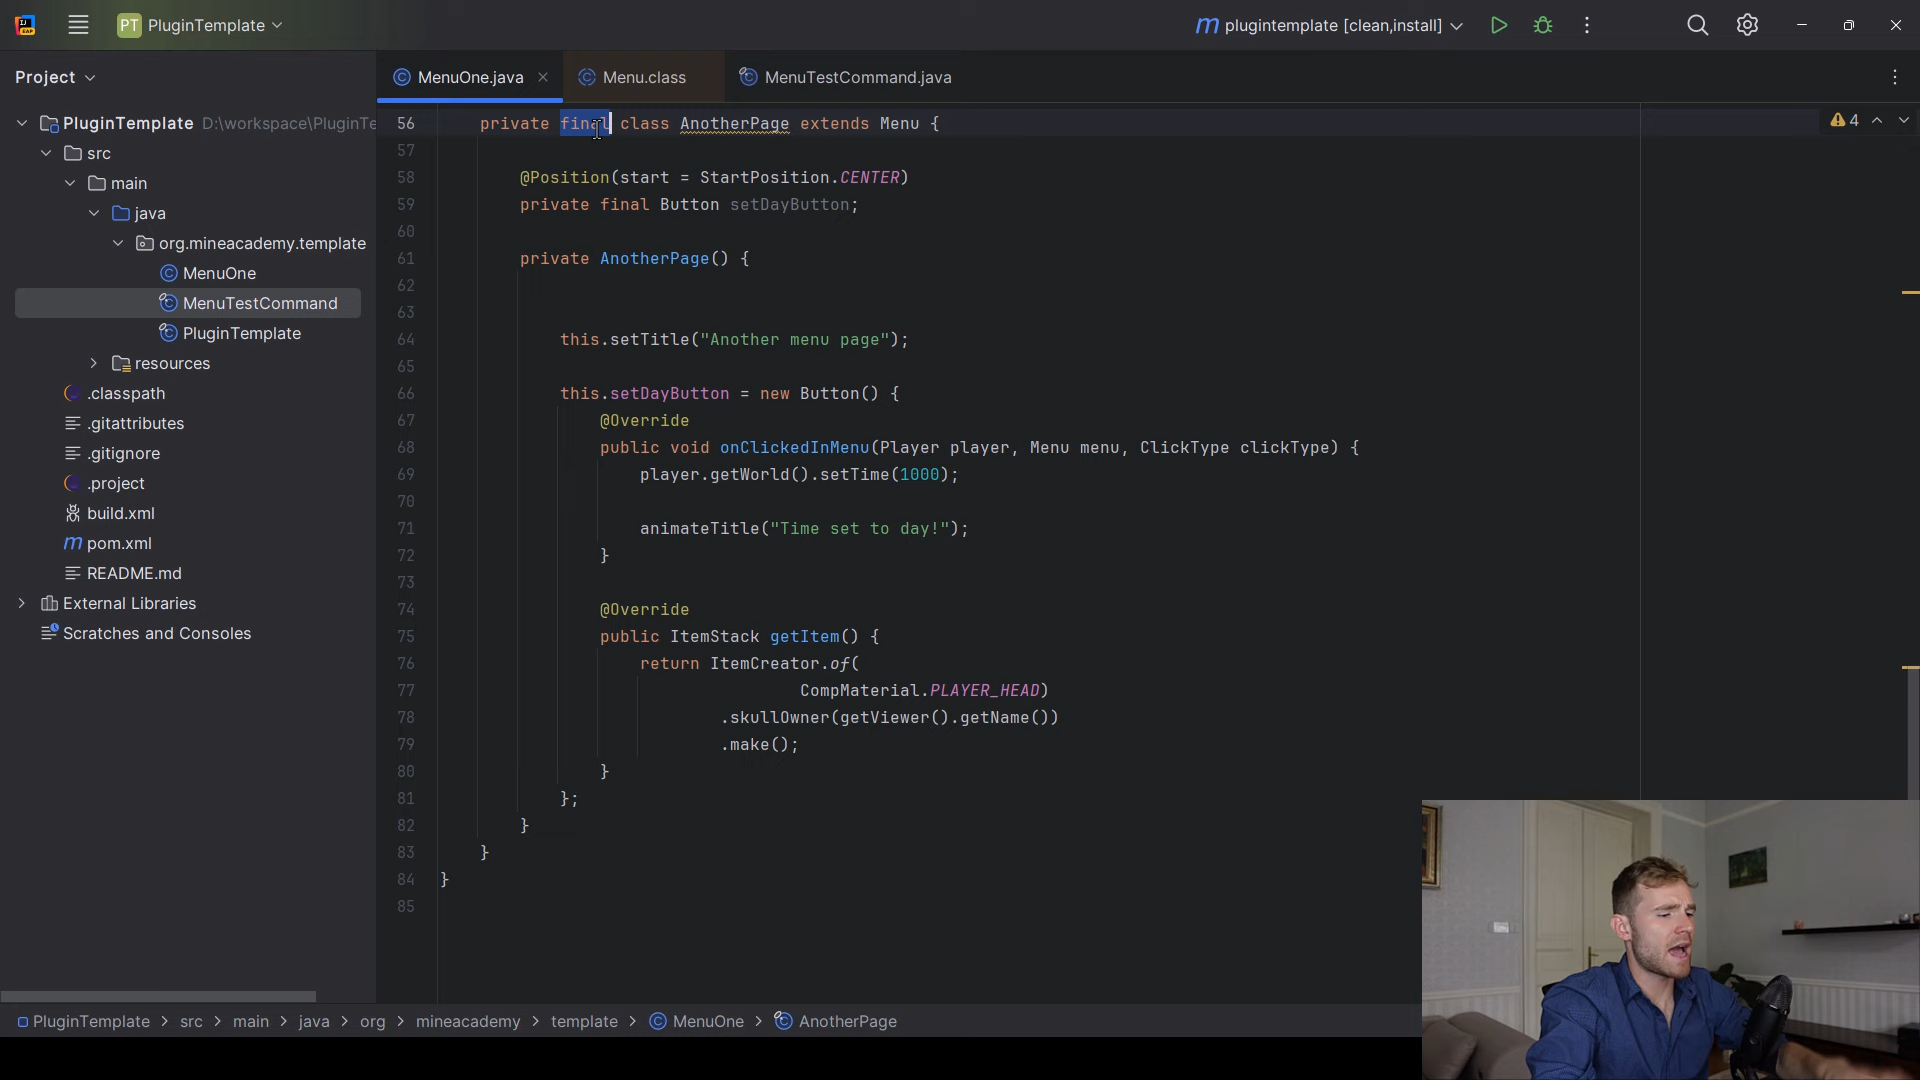 PT PluginTemplate
plugintemplate [clean,install]
Project
MenuOne.java
Menu.class
MenuTestCommand.java
PluginTemplate D:\workspace\PluginTe
src
main
java
org.mineacademy.template
MenuOne
MenuTestCommand
PluginTemplate
resources
.classpath
.gitattributes
.gitignore
.project
build.xml
pom.xml
README.md
External Libraries
Scratches and Consoles
4
56 private final class AnotherPage extends Menu {
57
58 @Position(start = StartPosition.CENTER)
59 private final Button setDayButton;
60
61 private AnotherPage() {
62
63
64 this.setTitle("Another menu page");
65
66 this.setDayButton = new Button() {
67 @Override
68 public void onClickedInMenu(Player player, Menu menu, ClickType clickType) {
69 player.getWorld().setTime(1000);
70
71 animateTitle("Time set to day!");
72 }
73
74 @Override
75 public ItemStack getItem() {
76 return ItemCreator.of(
77 CompMaterial.PLAYER_HEAD)
78 .skullOwner(getViewer().getName())
79 .make();
80 }
81 };
82 }
83 }
84 }
85
PluginTemplate > src > main > java > org > mineacademy > template > MenuOne > AnotherPage